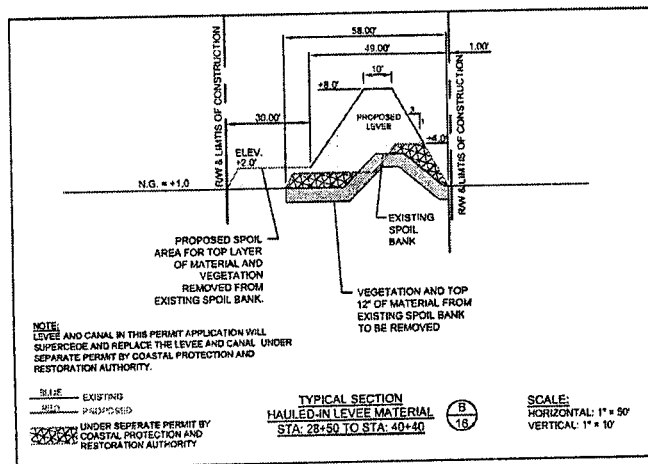 58.00'
49.00'
1.00'
10'
+8.0'
30.00'
PROPOSED
LEVEE
3
1
+4.0'
R/W & LIMTIS OF CONSTRUCTION
R/W & LIMTIS OF CONSTRUCTION
ELEV.
+2.0'
N.G. = +1.0
PROPOSED SPOIL
AREA FOR TOP LAYER
OF MATERIAL AND
VEGETATION
REMOVED FROM
EXISTING SPOIL BANK.
EXISTING
SPOIL
BANK
VEGETATION AND TOP
12" OF MATERIAL FROM
EXISTING SPOIL BANK
TO BE REMOVED
NOTE:
LEVEE AND CANAL IN THIS PERMIT APPLICATION WILL
SUPERCEDE AND REPLACE THE LEVEE AND CANAL UNDER
SEPARATE PERMIT BY COASTAL PROTECTION AND
RESTORATION AUTHORITY.
BLUE EXISTING
RED PROPOSED
UNDER SEPERATE PERMIT BY
COASTAL PROTECTION AND
RESTORATION AUTHORITY
TYPICAL SECTION
HAULED-IN LEVEE MATERIAL
STA: 28+50 TO STA: 40+40
B
16
SCALE:
HORIZONTAL: 1" = 50'
VERTICAL: 1" = 10'